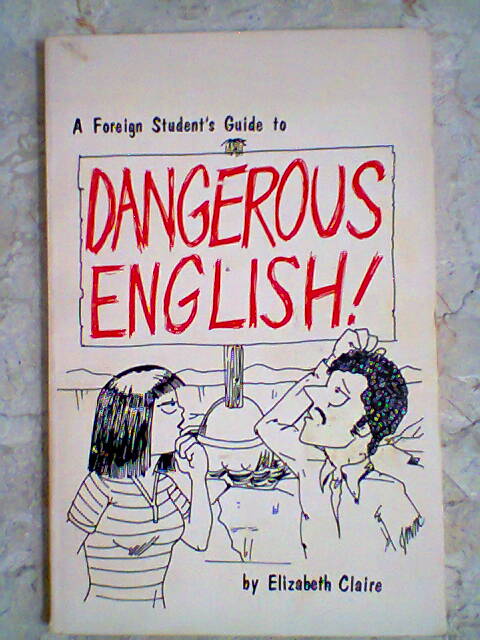 A Foreign Student's Guide to
DANGEROUS
ENGLISH!
by Elizabeth Claire